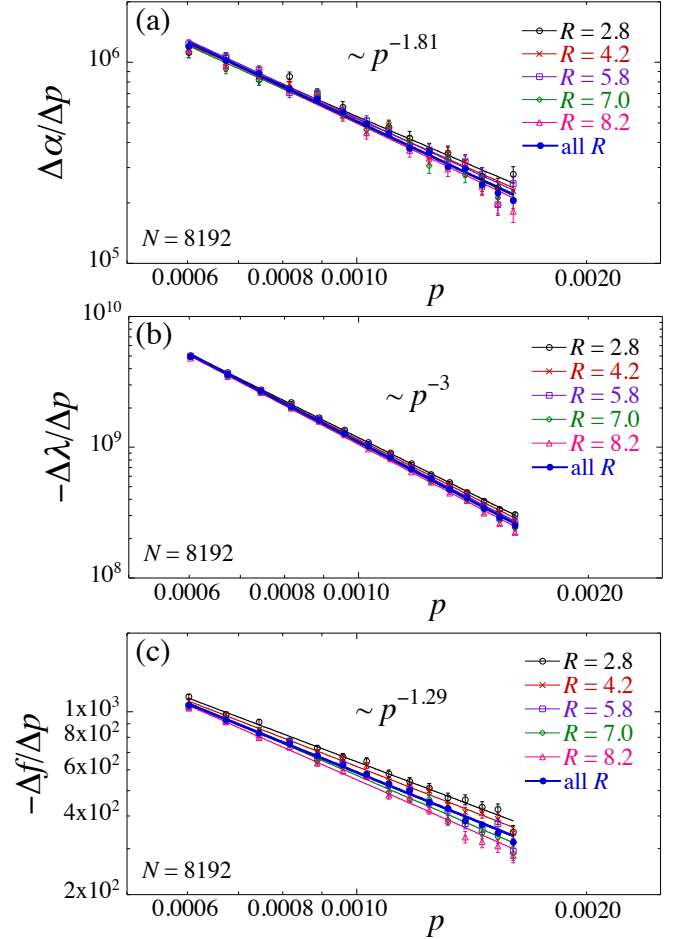 (a)
~ p^−1.81
R = 2.8
R = 4.2
R = 5.8
R = 7.0
R = 8.2
all R
10^6
10^5
Δα/Δp
N = 8192
0.0006
0.0008
0.0010
0.0020
p
(b)
~ p^−3
R = 2.8
R = 4.2
R = 5.8
R = 7.0
R = 8.2
all R
10^10
10^9
10^8
−Δλ/Δp
N = 8192
0.0006
0.0008
0.0010
0.0020
p
(c)
~ p^−1.29
R = 2.8
R = 4.2
R = 5.8
R = 7.0
R = 8.2
all R
1x10^3
8x10^2
6x10^2
4x10^2
2x10^2
−Δf/Δp
N = 8192
0.0006
0.0008
0.0010
0.0020
p